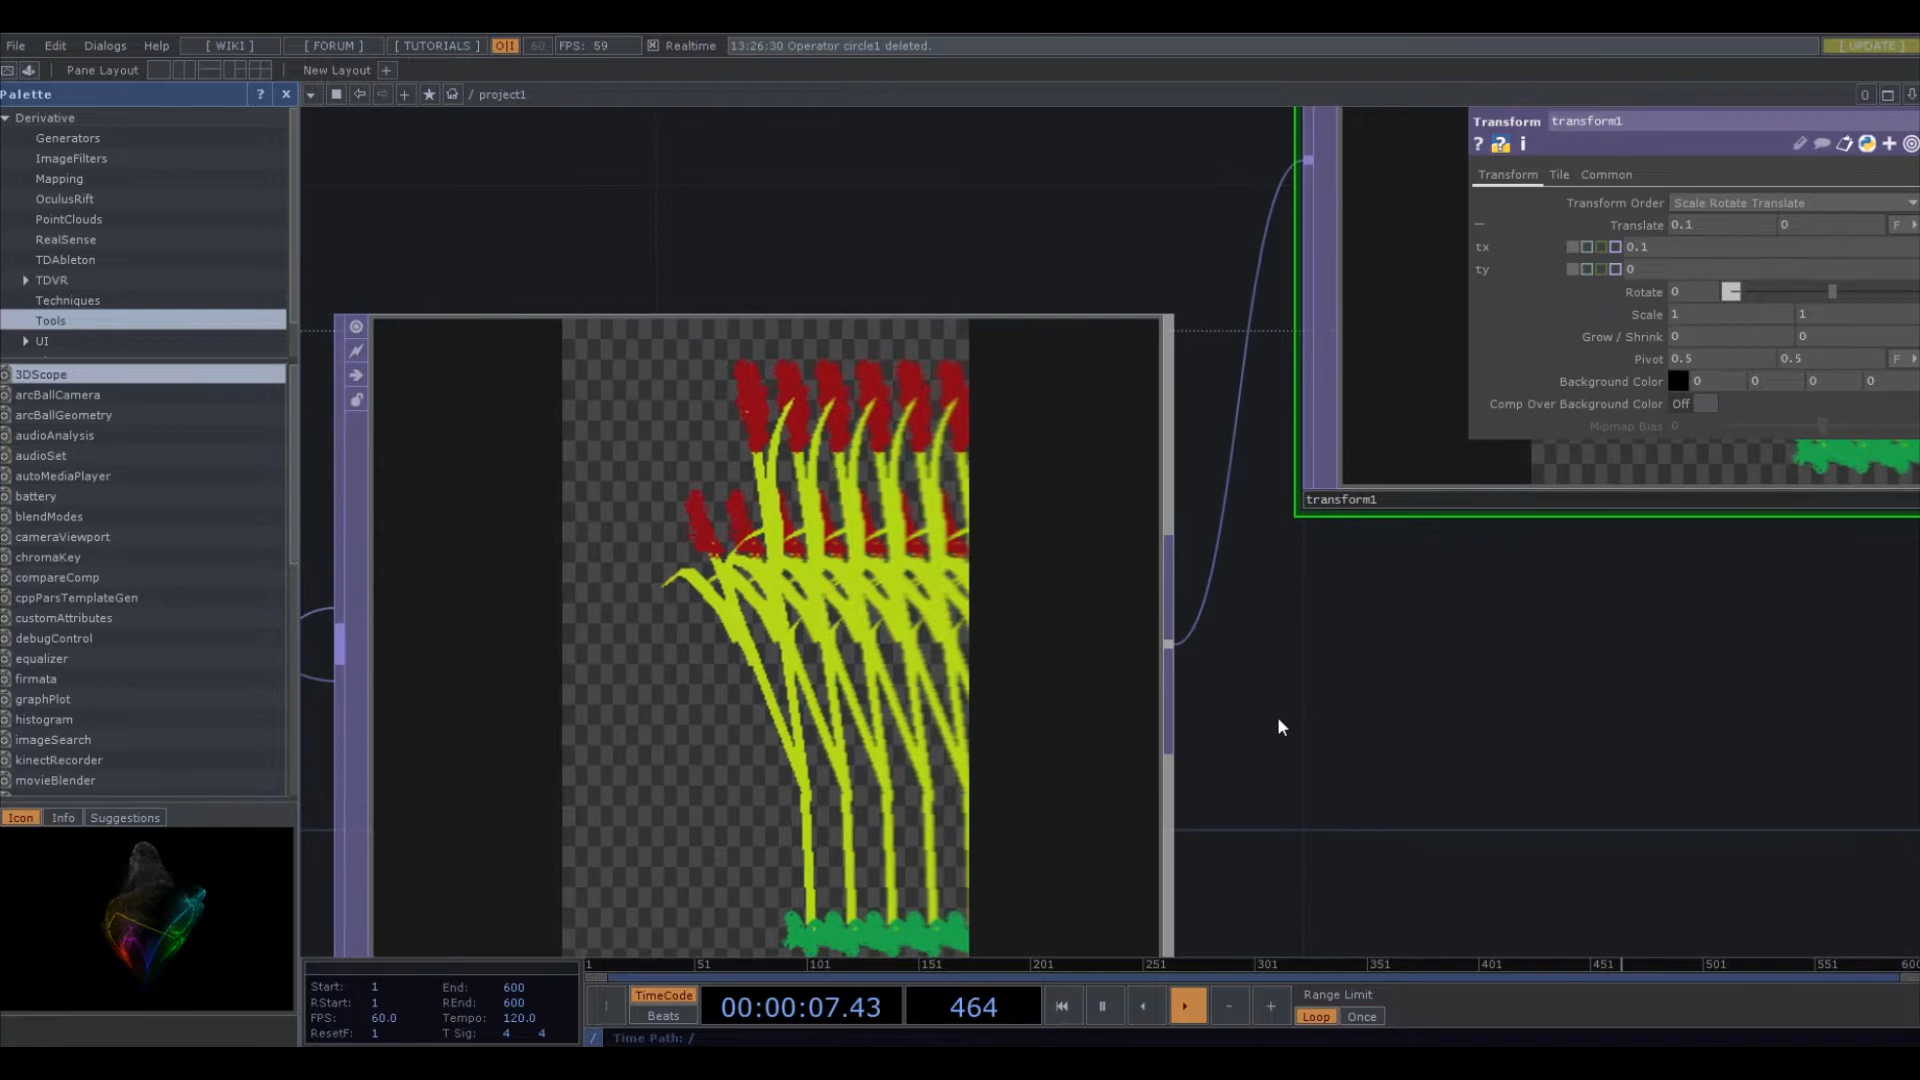 File Edit Dialogs Help [ WIKI ] [ FORUM ] [ TUTORIALS ] O|I 60 FPS: 59 Realtime 13:26:30 Operator circle1 deleted. [ UPDATE ]
Pane Layout New Layout +
Palette ? x + / project1 0
Derivative
Generators
ImageFilters
Mapping
OculusRift
PointClouds
RealSense
TDAbleton
TDVR
Techniques
Tools
UI
3DScope
arcBallCamera
arcBallGeometry
audioAnalysis
audioSet
autoMediaPlayer
battery
blendModes
cameraViewport
chromaKey
compareComp
cppParsTemplateGen
customAttributes
debugControl
equalizer
firmata
graphPlot
histogram
imageSearch
kinectRecorder
movieBlender
Icon Info Suggestions
Transform transform1
? ? i
Transform Tile Common
Transform Order Scale Rotate Translate
Translate 0.1 0 F
tx 0.1
ty 0
Rotate 0
Scale 1 1
Grow / Shrink 0 0
Pivot 0.5 0.5 F
Background Color 0 0 0 0
Comp Over Background Color Off
Mipmap Bias 0
transform1
1 51 101 151 201 251 301 351 401 451 501 551 600
Start: 1 End: 600
RStart: 1 REnd: 600
FPS: 60.0 Tempo: 120.0
ResetF: 1 T Sig: 4 4
TimeCode
Beats
00:00:07.43 464
- +
Range Limit
Loop Once
/ Time Path: /